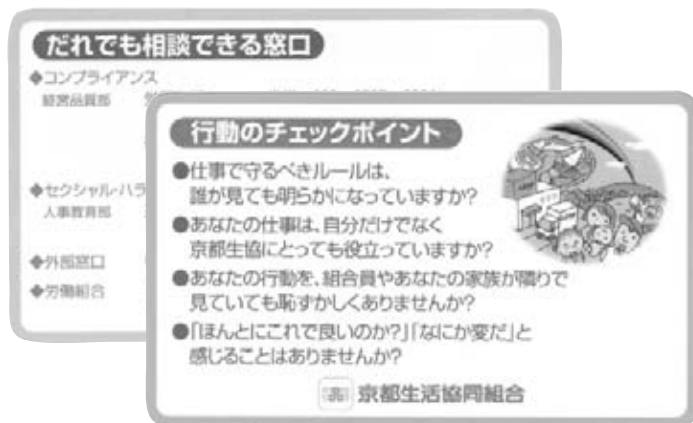 だれでも相談できる窓口
◆コンプライアンス
経営品質部
◆セクシャル・ハラ
人事教育部
◆外部窓口
◆労働組合
行動のチェックポイント
●仕事で守るべきルールは、
誰が見ても明らかになっていますか?
●あなたの仕事は、自分だけでなく
京都生協にとっても役立っていますか?
●あなたの行動を、組合員やあなたの家族が隣りで
見ていても恥ずかしくありませんか?
●「ほんとにこれで良いのか?」「なにか変だ」と
感じることはありませんか?
京都生活協同組合